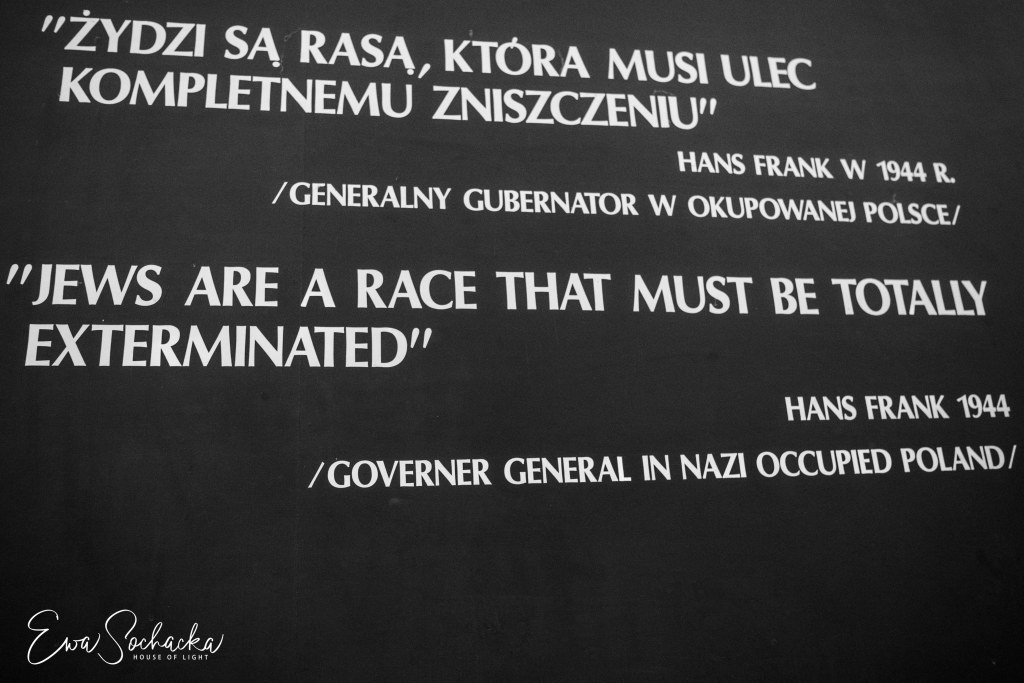 "ŻYDZI SĄ RASĄ, KTÓRA MUSI ULEC
KOMPLETNEMU ZNISZCZENIU"
HANS FRANK W 1944 R.
/GENERALNY GUBERNATOR W OKUPOWANEJ POLSCE/
"JEWS ARE A RACE THAT MUST BE TOTALLY
EXTERMINATED"
HANS FRANK 1944
/GOVERNER GENERAL IN NAZI OCCUPIED POLAND/
Ewa Sochacka
HOUSE OF LIGHT